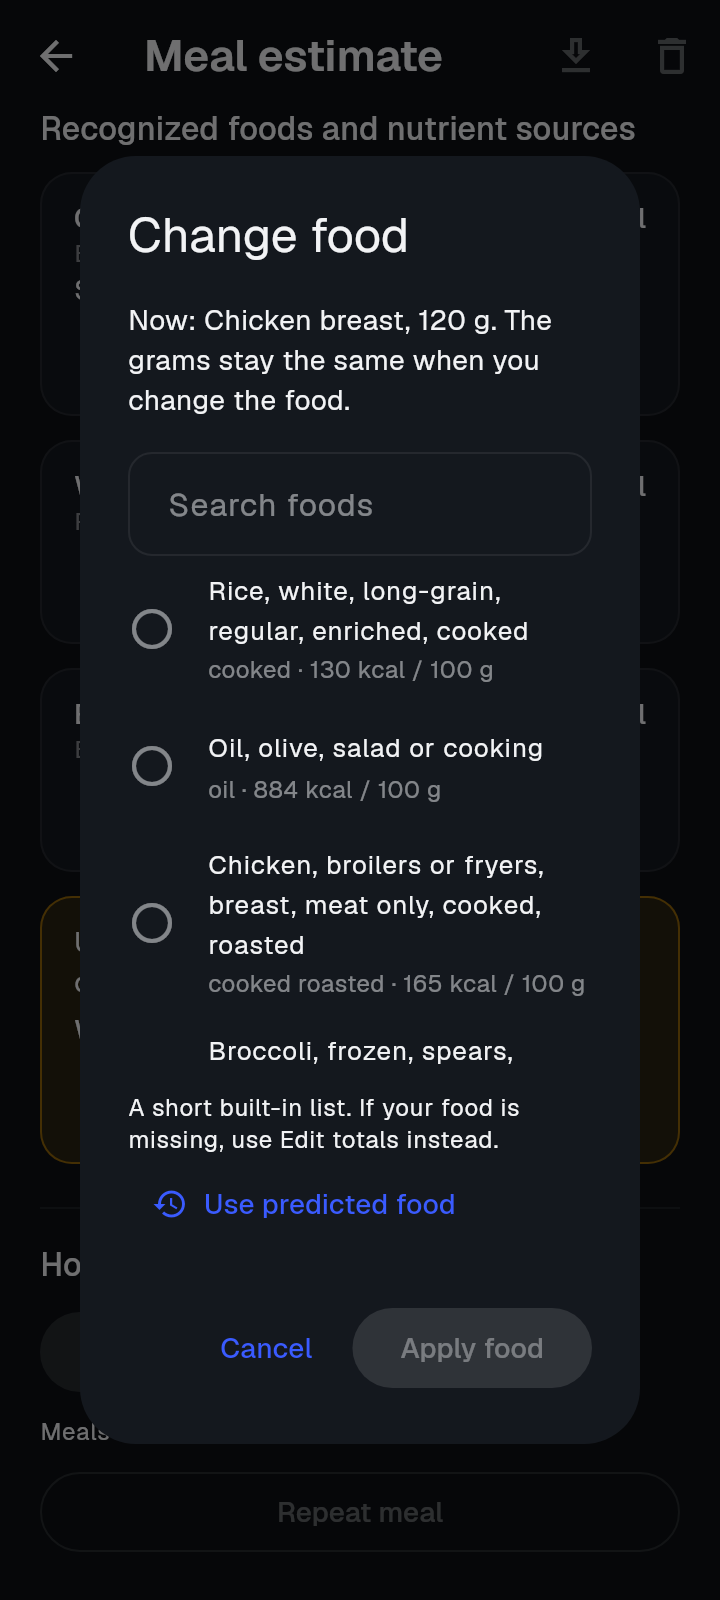 Meal estimate
Recognized foods and nutrient sources
Change food
Now: Chicken breast, 120 g. The
grams stay the same when you
change the food.
Search foods
Rice, white, long-grain,
regular, enriched, cooked
cooked · 130 kcal / 100 g
Oil, olive, salad or cooking
oil · 884 kcal / 100 g
Chicken, broilers or fryers,
breast, meat only, cooked,
roasted
cooked roasted · 165 kcal / 100 g
Broccoli, frozen, spears,
A short built-in list. If your food is
missing, use Edit totals instead.
Use predicted food
Cancel
Apply food
Meals
Repeat meal